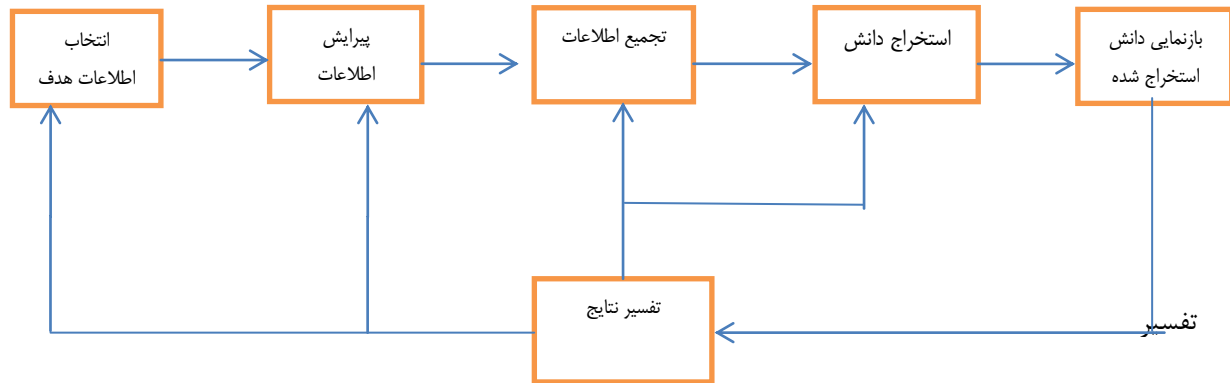 انتخاب
اطلاعات هدف
پیرایش
اطلاعات
تجمیع اطلاعات
استخراج دانش
بازنمایی دانش
استخراج شده
تفسیر نتایج
تفسیر